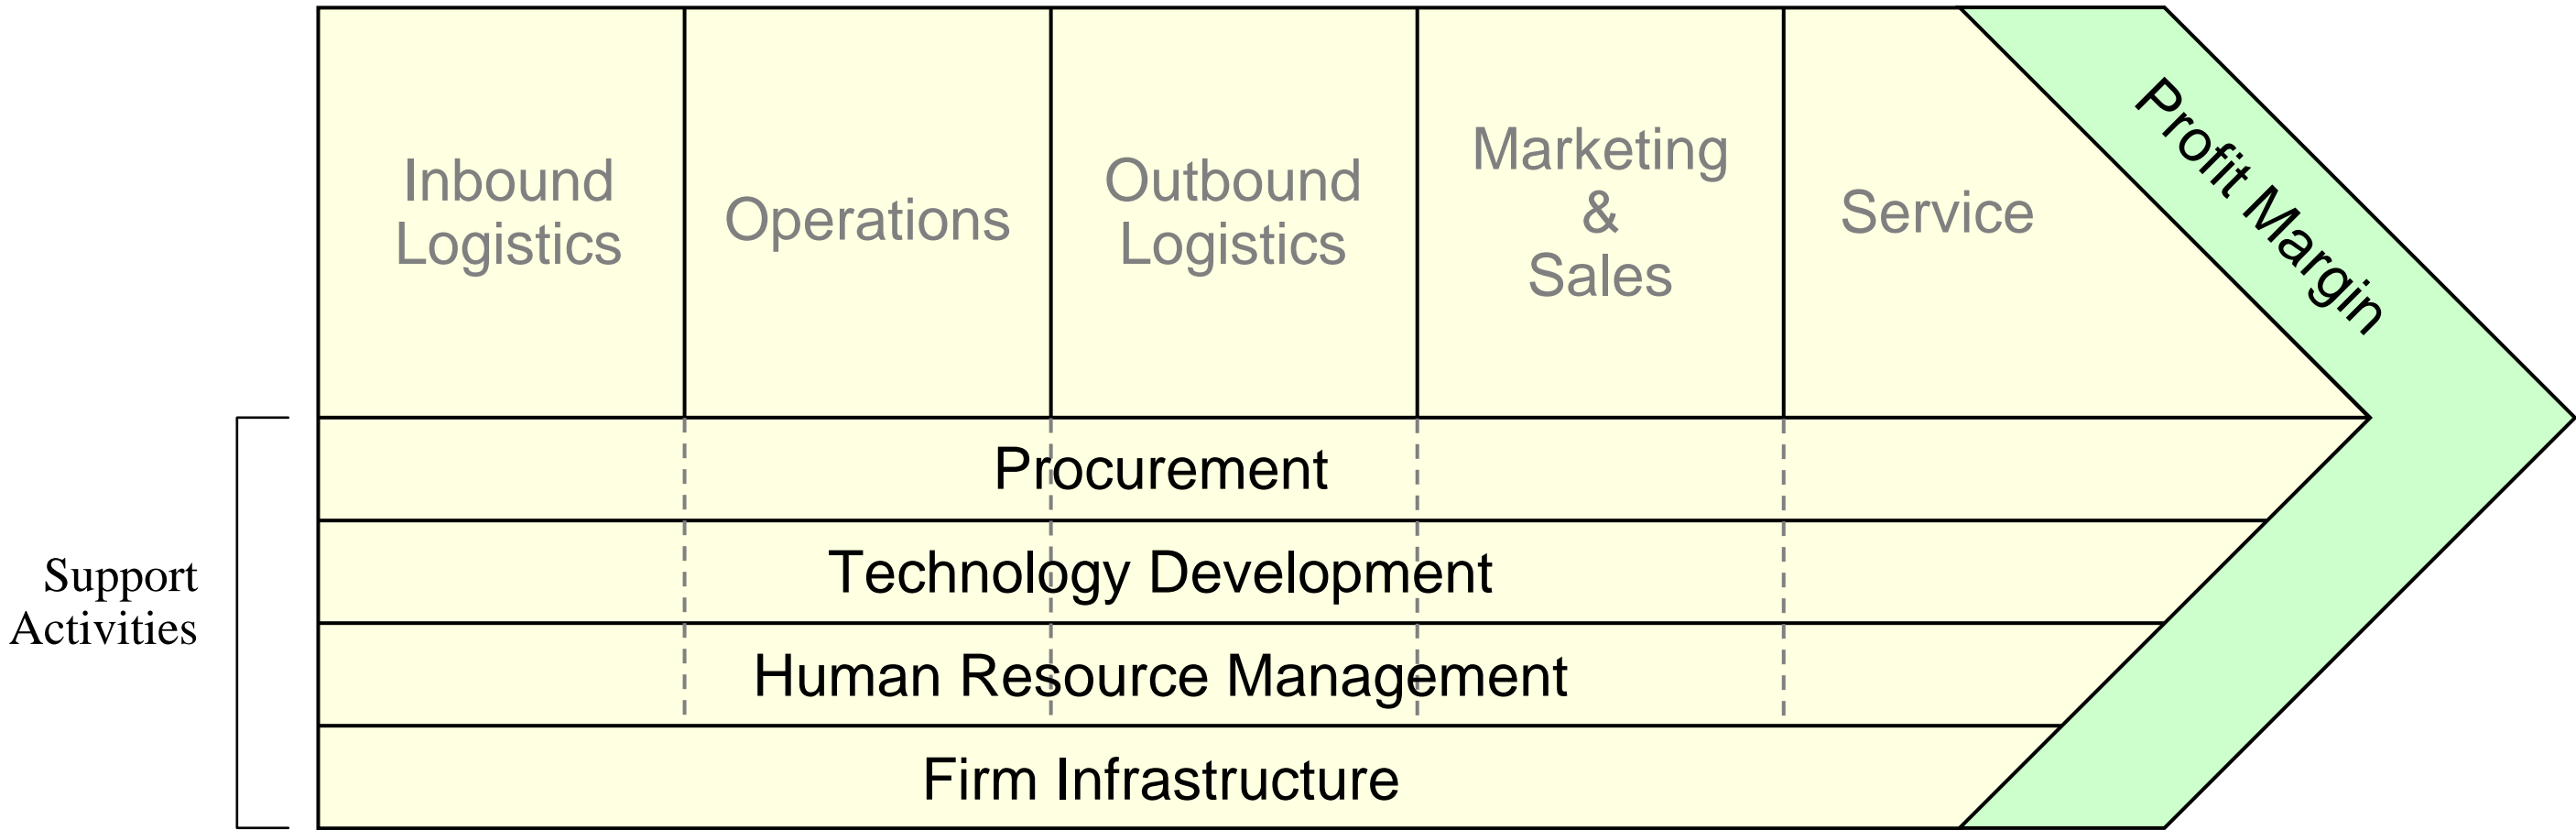 Inbound
Logistics
Operations
Outbound
Logistics
Marketing
&
Sales
Service
Profit Margin
Support
Activities
Procurement
Technology Development
Human Resource Management
Firm Infrastructure